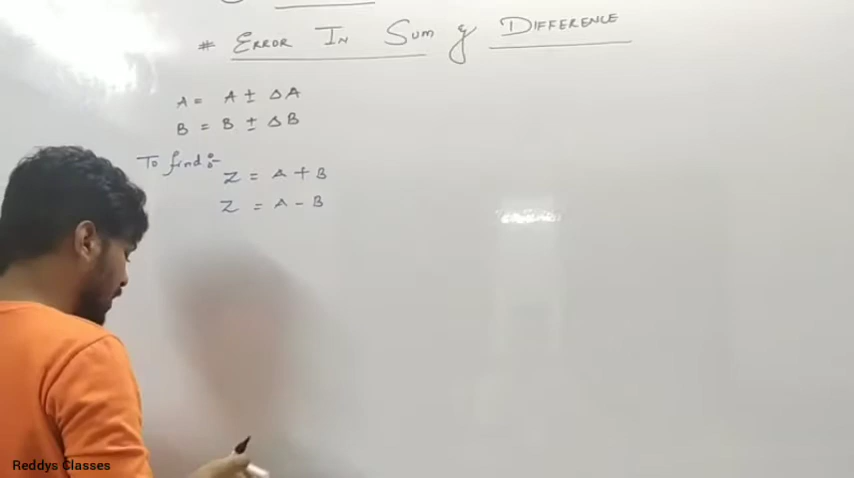 # ERROR IN SUM & DIFFERENCE
A = A ± ΔA
B = B ± ΔB
To find :-
Z = A + B
Z = A - B
Reddys Classes